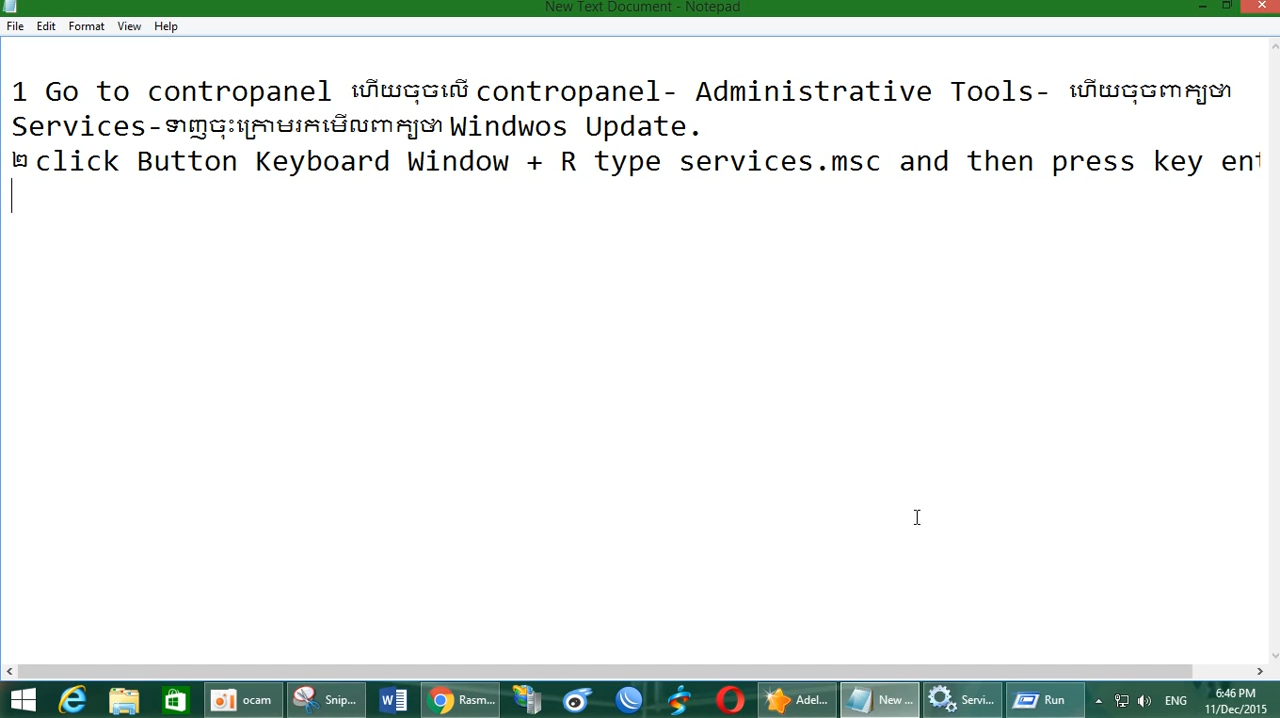 New Text Document - Notepad
File Edit Format View Help
1 Go to contropanel ហើយចុចលើ contropanel- Administrative Tools- ហើយចុចពាក្យថា
Services-ទាញចុះក្រោមរកមើលពាក្យថា Windwos Update.
២ click Button Keyboard Window + R type services.msc and then press key ent
ocam Snip... Rasm... Adel... New ... Servi... Run ENG 6:46 PM
11/Dec/2015